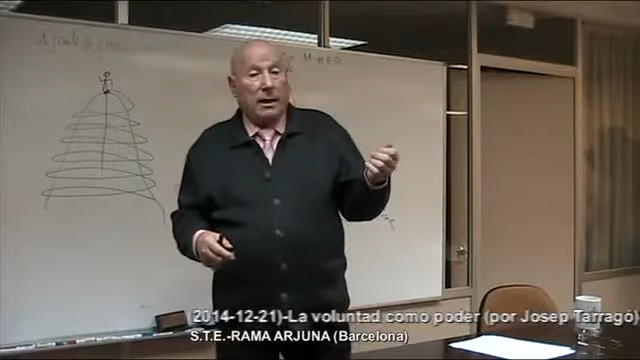 (2014-12-21)-La voluntad como poder (por Josep Tarragó)
S.T.E.-RAMA ARJUNA (Barcelona)